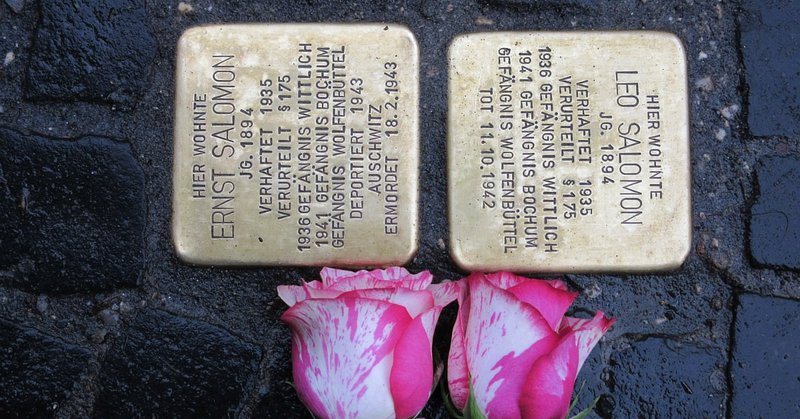 HIER WOHNTE
ERNST SALOMON
JG. 1894
VERHAFTET 1935
VERURTEILT § 175
1936 GEFÄNGNIS WITTLICH
1941 GEFÄNGNIS BOCHUM
GEFÄNGNIS WOLFENBÜTTEL
DEPORTIERT 1943
AUSCHWITZ
ERMORDET 18.2.1943
HIER WOHNTE
LEO SALOMON
JG. 1894
VERHAFTET 1935
VERURTEILT § 175
1936 GEFÄNGNIS WITTLICH
1941 GEFÄNGNIS BOCHUM
GEFÄNGNIS WOLFENBÜTTEL
TOT 11.10.1942